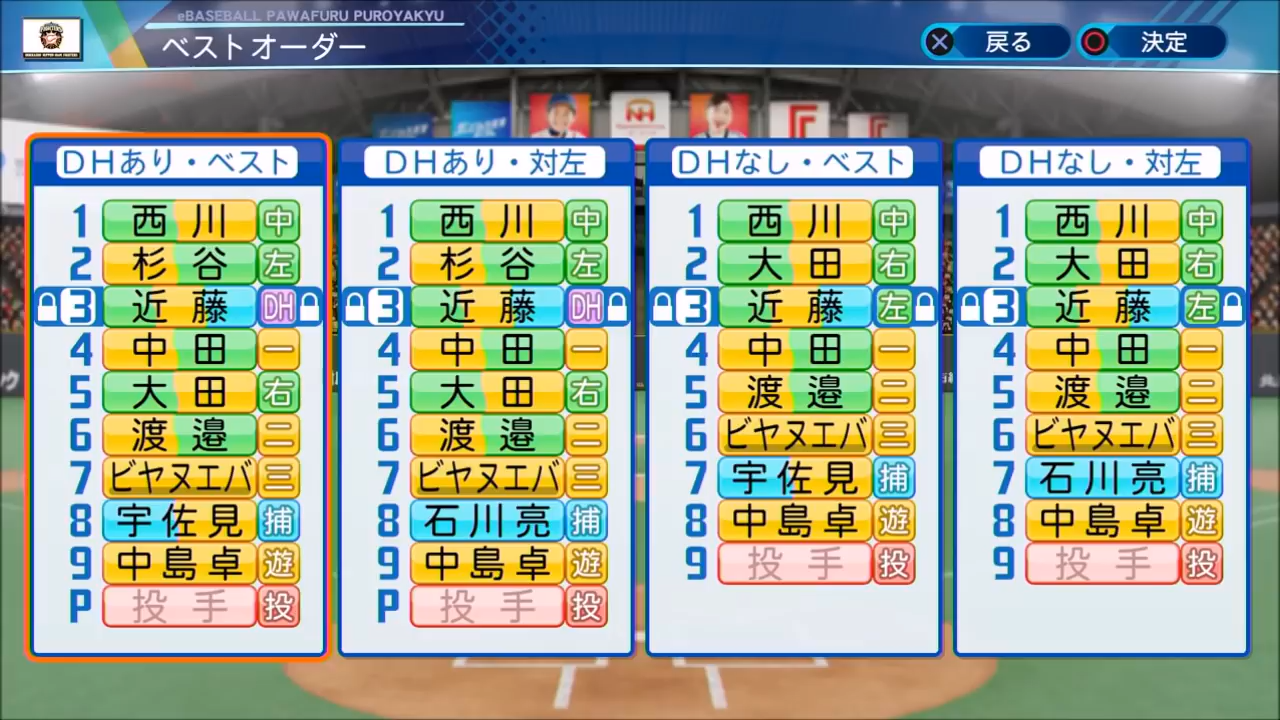 eBASEBALL PAWAFURU PUROYAKYU
ベストオーダー
戻る
決定
DHあり・ベスト
1 西川 中
2 杉谷 左
3 近藤 DH
4 中田 一
5 大田 右
6 渡邉 二
7 ビヤヌエバ 三
8 宇佐見 捕
9 中島卓 遊
P 投手 投
DHあり・対左
1 西川 中
2 杉谷 左
3 近藤 DH
4 中田 一
5 大田 右
6 渡邉 二
7 ビヤヌエバ 三
8 石川亮 捕
9 中島卓 遊
P 投手 投
DHなし・ベスト
1 西川 中
2 大田 右
3 近藤 左
4 中田 一
5 渡邉 二
6 ビヤヌエバ 三
7 宇佐見 捕
8 中島卓 遊
9 投手 投
DHなし・対左
1 西川 中
2 大田 右
3 近藤 左
4 中田 一
5 渡邉 二
6 ビヤヌエバ 三
7 石川亮 捕
8 中島卓 遊
9 投手 投